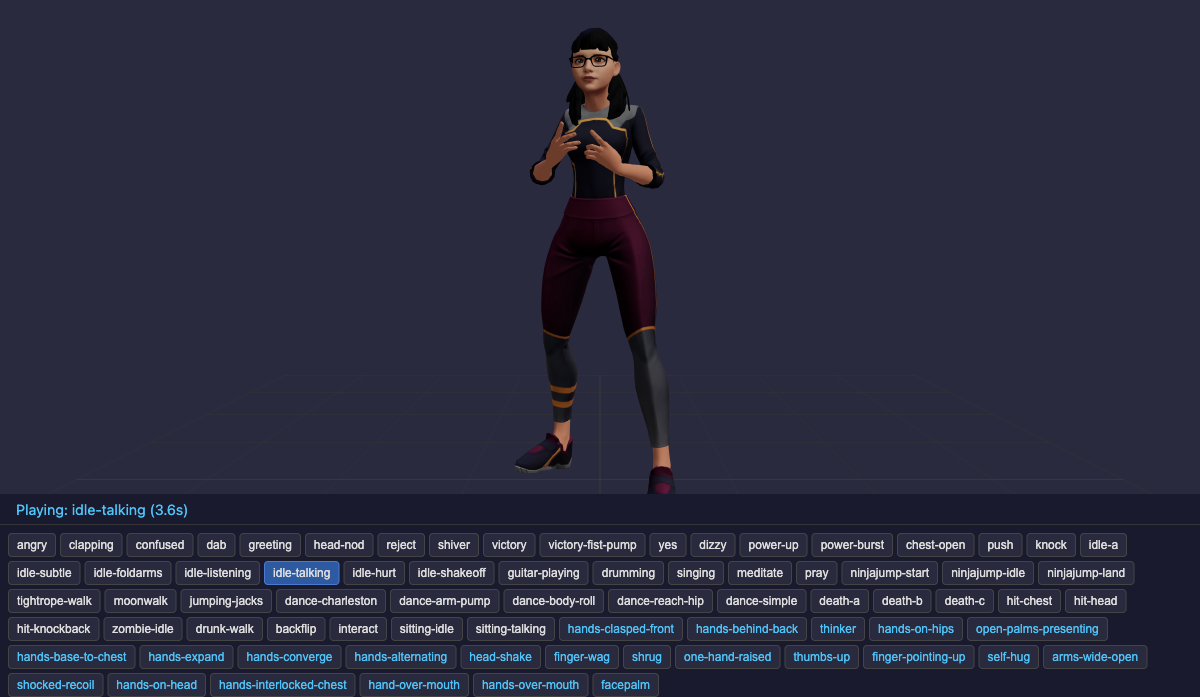 Playing: idle-talking (3.6s)
angry clapping confused dab greeting head-nod reject shiver victory victory-fist-pump yes dizzy power-up power-burst chest-open push knock idle-a
idle-subtle idle-foldarms idle-listening idle-talking idle-hurt idle-shakeoff guitar-playing drumming singing meditate pray ninjajump-start ninjajump-idle ninjajump-land
tightrope-walk moonwalk jumping-jacks dance-charleston dance-arm-pump dance-body-roll dance-reach-hip dance-simple death-a death-b death-c hit-chest hit-head
hit-knockback zombie-idle drunk-walk backflip interact sitting-idle sitting-talking hands-clasped-front hands-behind-back thinker hands-on-hips open-palms-presenting
hands-base-to-chest hands-expand hands-converge hands-alternating head-shake finger-wag shrug one-hand-raised thumbs-up finger-pointing-up self-hug arms-wide-open
shocked-recoil hands-on-head hands-interlocked-chest hand-over-mouth hands-over-mouth facepalm